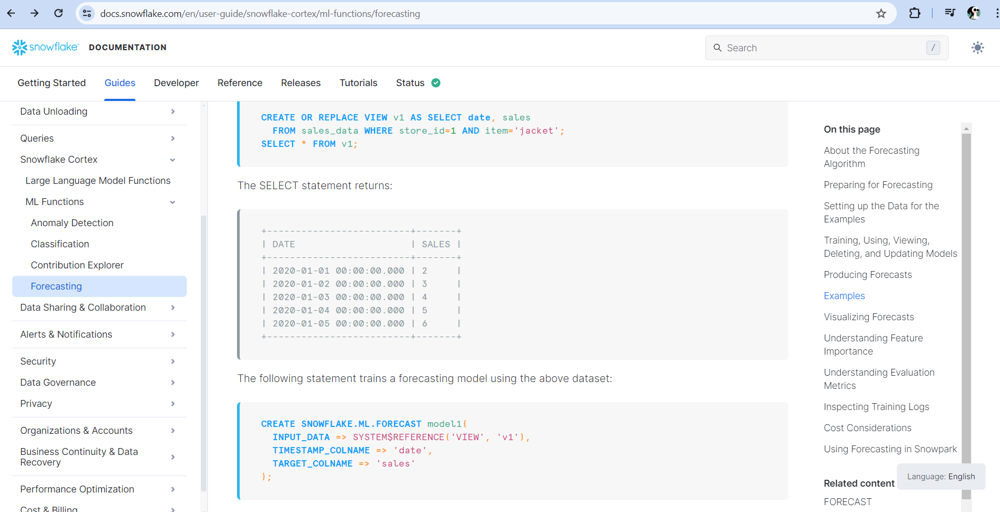 docs.snowflake.com/en/user-guide/snowflake-cortex/ml-functions/forecasting
snowflake® DOCUMENTATION
Search /
Getting Started Guides Developer Reference Releases Tutorials Status
Data Unloading
Queries
Snowflake Cortex
Large Language Model Functions
ML Functions
Anomaly Detection
Classification
Contribution Explorer
Forecasting
Data Sharing & Collaboration
Alerts & Notifications
Security
Data Governance
Privacy
Organizations & Accounts
Business Continuity & Data
Recovery
Performance Optimization
Cost & Billing
CREATE OR REPLACE VIEW v1 AS SELECT date, sales
  FROM sales_data WHERE store_id=1 AND item='jacket';
SELECT * FROM v1;
The SELECT statement returns:
+-------------------------+-------+
| DATE                    | SALES |
+-------------------------+-------+
| 2020-01-01 00:00:00.000 | 2     |
| 2020-01-02 00:00:00.000 | 3     |
| 2020-01-03 00:00:00.000 | 4     |
| 2020-01-04 00:00:00.000 | 5     |
| 2020-01-05 00:00:00.000 | 6     |
+-------------------------+-------+
The following statement trains a forecasting model using the above dataset:
CREATE SNOWFLAKE.ML.FORECAST model1(
  INPUT_DATA => SYSTEM$REFERENCE('VIEW', 'v1'),
  TIMESTAMP_COLNAME => 'date',
  TARGET_COLNAME => 'sales'
);
On this page
About the Forecasting
Algorithm
Preparing for Forecasting
Setting up the Data for the
Examples
Training, Using, Viewing,
Deleting, and Updating Models
Producing Forecasts
Examples
Visualizing Forecasts
Understanding Feature
Importance
Understanding Evaluation
Metrics
Inspecting Training Logs
Cost Considerations
Using Forecasting in Snowpark
Language: English
Related content
FORECAST